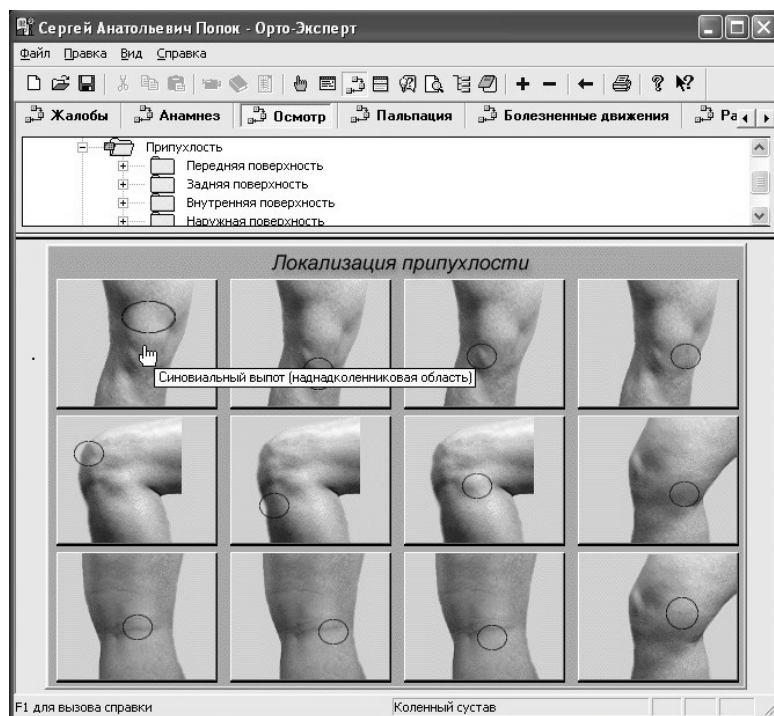 Сергей Анатольевич Попок - Орто-Эксперт
Файл Правка Вид Справка
Жалобы Анамнез Осмотр Пальпация Болезненные движения Ра
Припухлость
Передняя поверхность
Задняя поверхность
Внутренняя поверхность
Наружная поверхность
Локализация припухлости
Синовиальный выпот (наднадколенниковая область)
F1 для вызова справки Коленный сустав